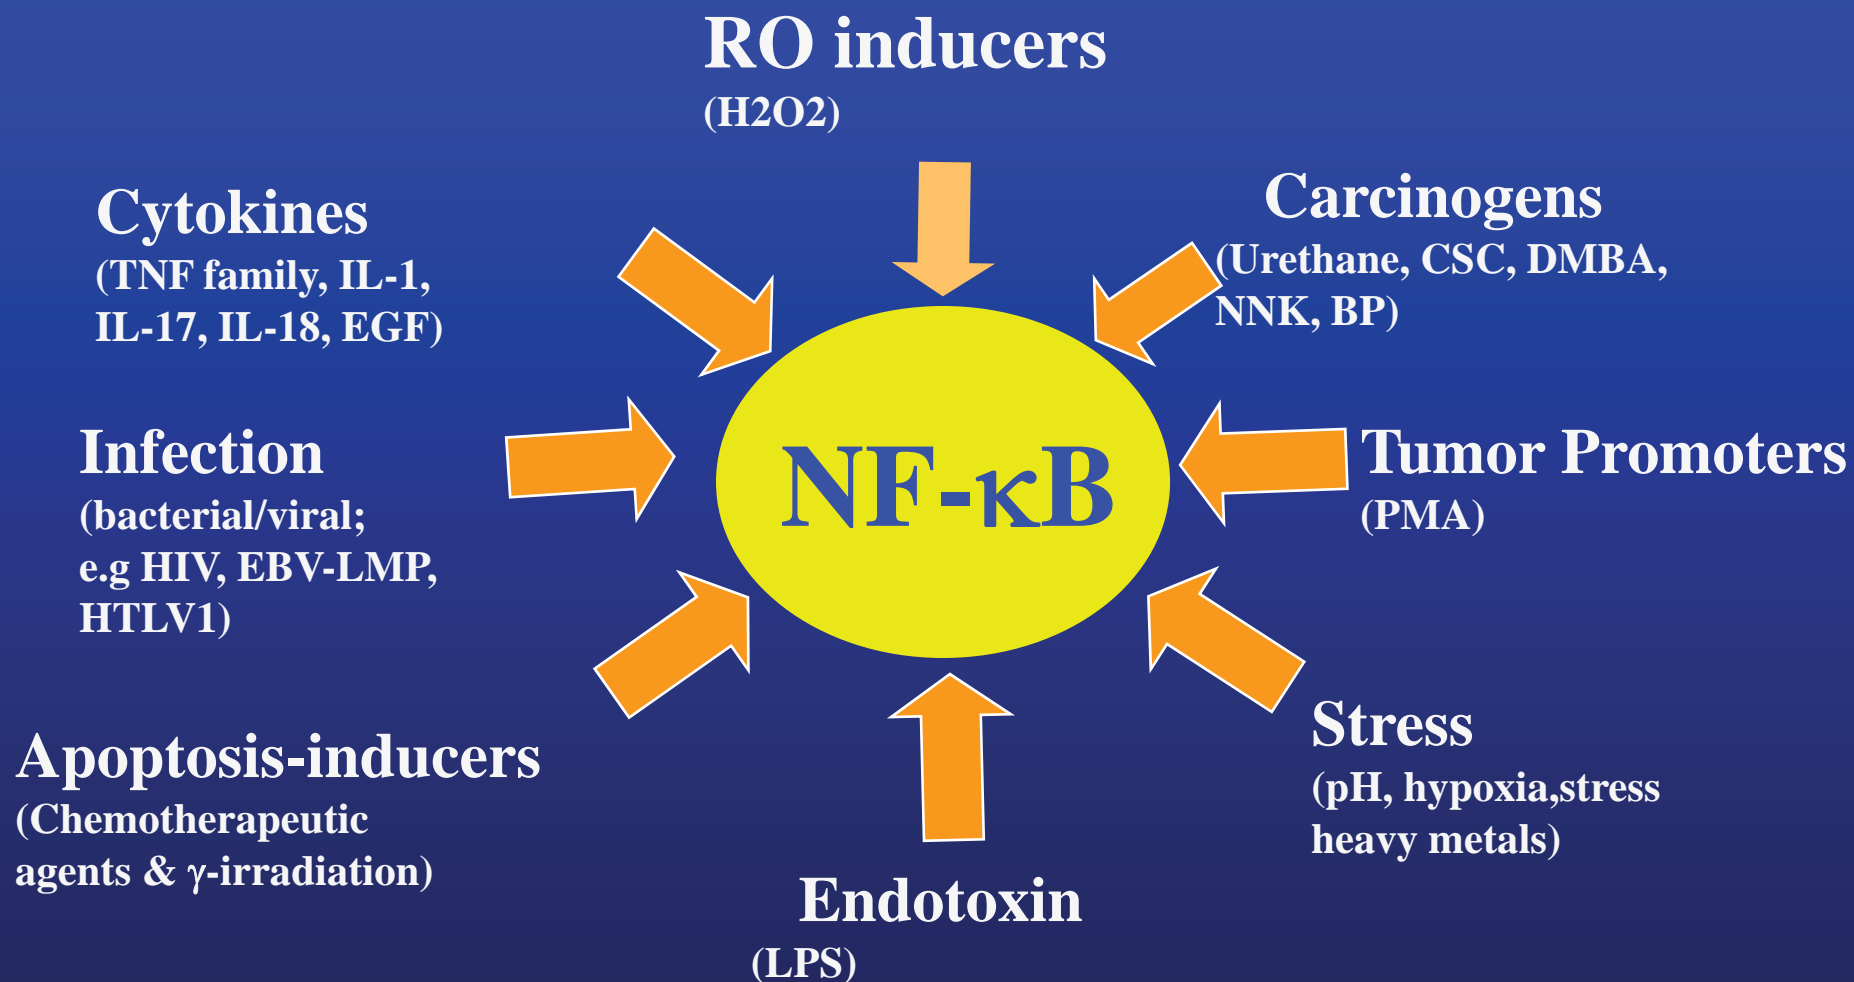 RO inducers
(H2O2)
Cytokines
(TNF family, IL-1,
IL-17, IL-18, EGF)
Carcinogens
(Urethane, CSC, DMBA,
NNK, BP)
Infection
(bacterial/viral;
e.g HIV, EBV-LMP,
HTLV1)
NF-κB
Tumor Promoters
(PMA)
Apoptosis-inducers
(Chemotherapeutic
agents & γ-irradiation)
Stress
(pH, hypoxia,stress
heavy metals)
Endotoxin
(LPS)